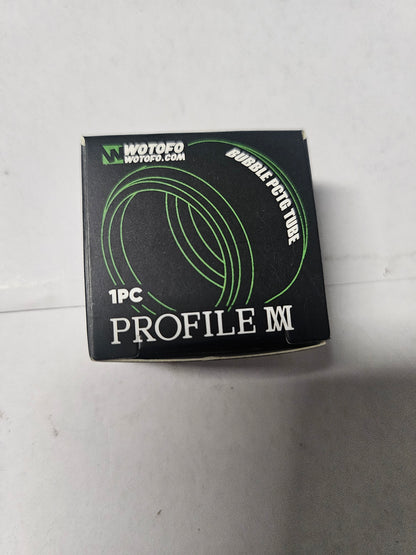 WOTOFO
WOTOFO.COM
BUBBLE PCTG TUBE
1PC
PROFILE M